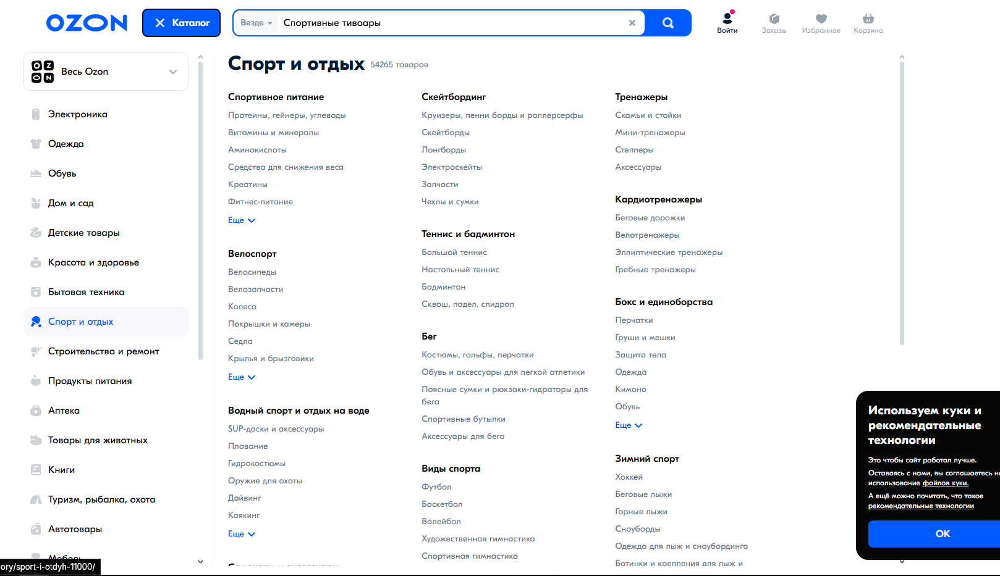 OZON
Каталог
Везде
Спортивные тивоары
Войти
Заказы
Избранное
Корзина
OZON
Весь Ozon
Электроника
Одежда
Обувь
Дом и сад
Детские товары
Красота и здоровье
Бытовая техника
Спорт и отдых
Строительство и ремонт
Продукты питания
Аптека
Товары для животных
Книги
Туризм, рыбалка, охота
Автотовары
Мебель
ory/sport-i-otdyh-11000/
Спорт и отдых 54265 товаров
Спортивное питание
Протеины, гейнеры, углеводы
Витамины и минералы
Аминокислоты
Средства для снижения веса
Креатины
Фитнес-питание
Еще
Велоспорт
Велосипеды
Велозапчасти
Колеса
Покрышки и камеры
Седла
Крылья и брызговики
Еще
Водный спорт и отдых на воде
SUP-доски и аксессуары
Плавание
Гидрокостюмы
Оружие для охоты
Дайвинг
Каякинг
Еще
Скейтбординг
Круизеры, пенни борды и роллерсерфы
Скейтборды
Лонгборды
Электроскейты
Запчасти
Чехлы и сумки
Теннис и бадминтон
Большой теннис
Настольный теннис
Бадминтон
Сквош, падел, спидрол
Бег
Костюмы, гольфы, перчатки
Обувь и аксессуары для легкой атлетики
Поясные сумки и рюкзаки-гидраторы для
бега
Спортивные бутылки
Аксессуары для бега
Виды спорта
Футбол
Баскетбол
Волейбол
Художественная гимнастика
Спортивная гимнастика
Тренажеры
Скамьи и стойки
Мини-тренажеры
Степперы
Аксессуары
Кардиотренажеры
Беговые дорожки
Велотренажеры
Эллиптические тренажеры
Гребные тренажеры
Бокс и единоборства
Перчатки
Груши и мешки
Защита тела
Одежда
Кимоно
Обувь
Еще
Зимний спорт
Хоккей
Беговые лыжи
Горные лыжи
Сноуборды
Одежда для лыж и сноубординга
Ботинки и крепления для лыж и
Используем куки и
рекомендательные
технологии
Это чтобы сайт работал лучше.
Оставаясь с нами, вы соглашаетесь
использование файлов куки.
А ещё можно почитать, что такое
рекомендательные технологии
ОК